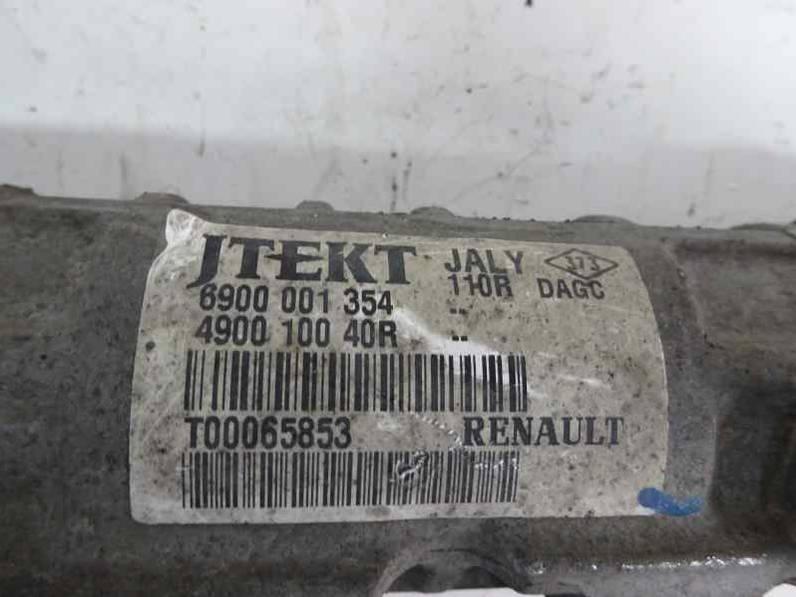 JTEKT JALY 373
6900 001 354 110R DAGC
4900 100 40R
T00065853 RENAULT